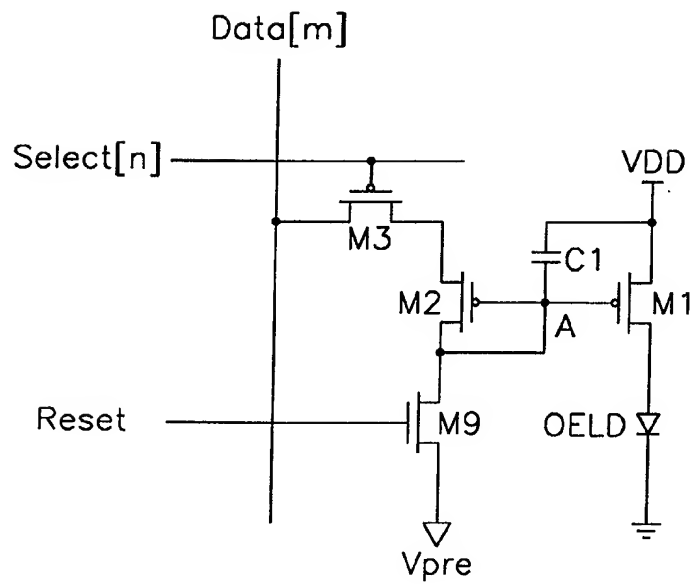 Data[m]
Select[n]
VDD
M3
C1
M2
M1
A
Reset
M9
OELD
Vpre